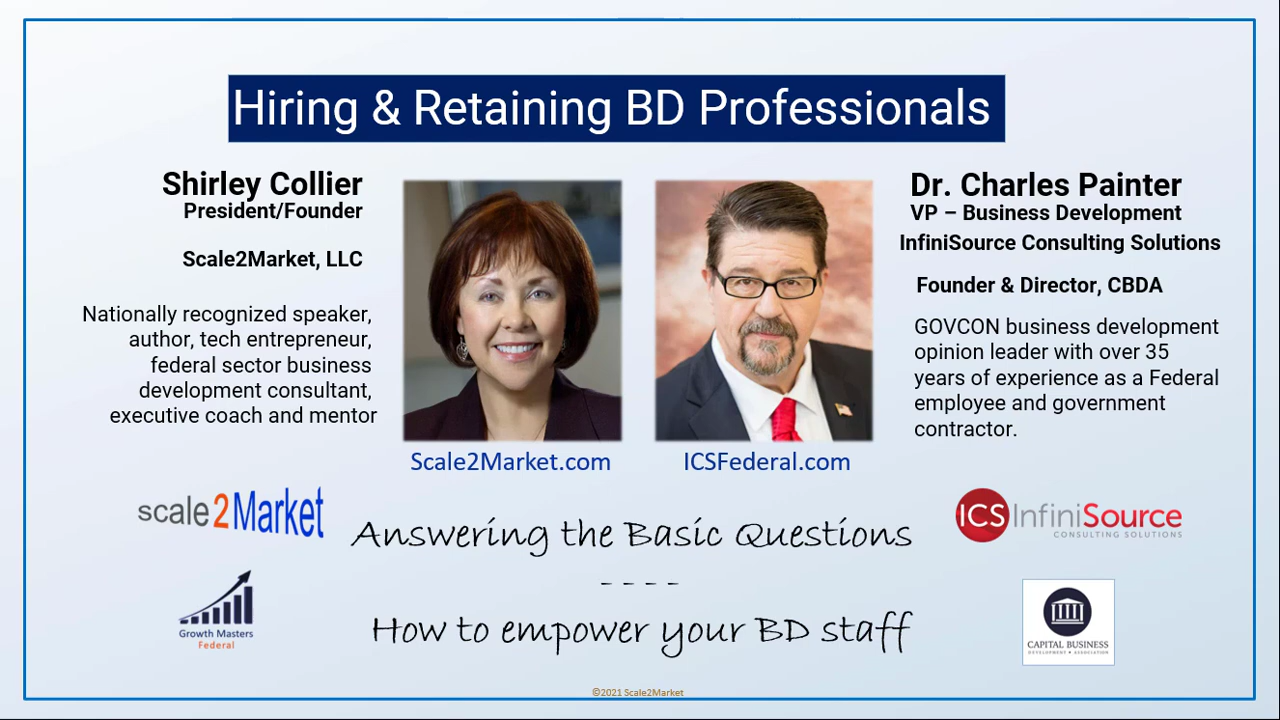 Hiring & Retaining BD Professionals
Shirley Collier
President/Founder
Scale2Market, LLC
Nationally recognized speaker,
author, tech entrepreneur,
federal sector business
development consultant,
executive coach and mentor
Scale2Market.com
Dr. Charles Painter
VP – Business Development
InfiniSource Consulting Solutions
Founder & Director, CBDA
GOVCON business development
opinion leader with over 35
years of experience as a Federal
employee and government
contractor.
ICSFederal.com
scale2Market
Growth Masters
Federal
Answering the Basic Questions
- - - -
How to empower your BD staff
ICS InfiniSource
CONSULTING SOLUTIONS
CAPITAL BUSINESS
DEVELOPMENT • ASSOCIATION
©2021 Scale2Market